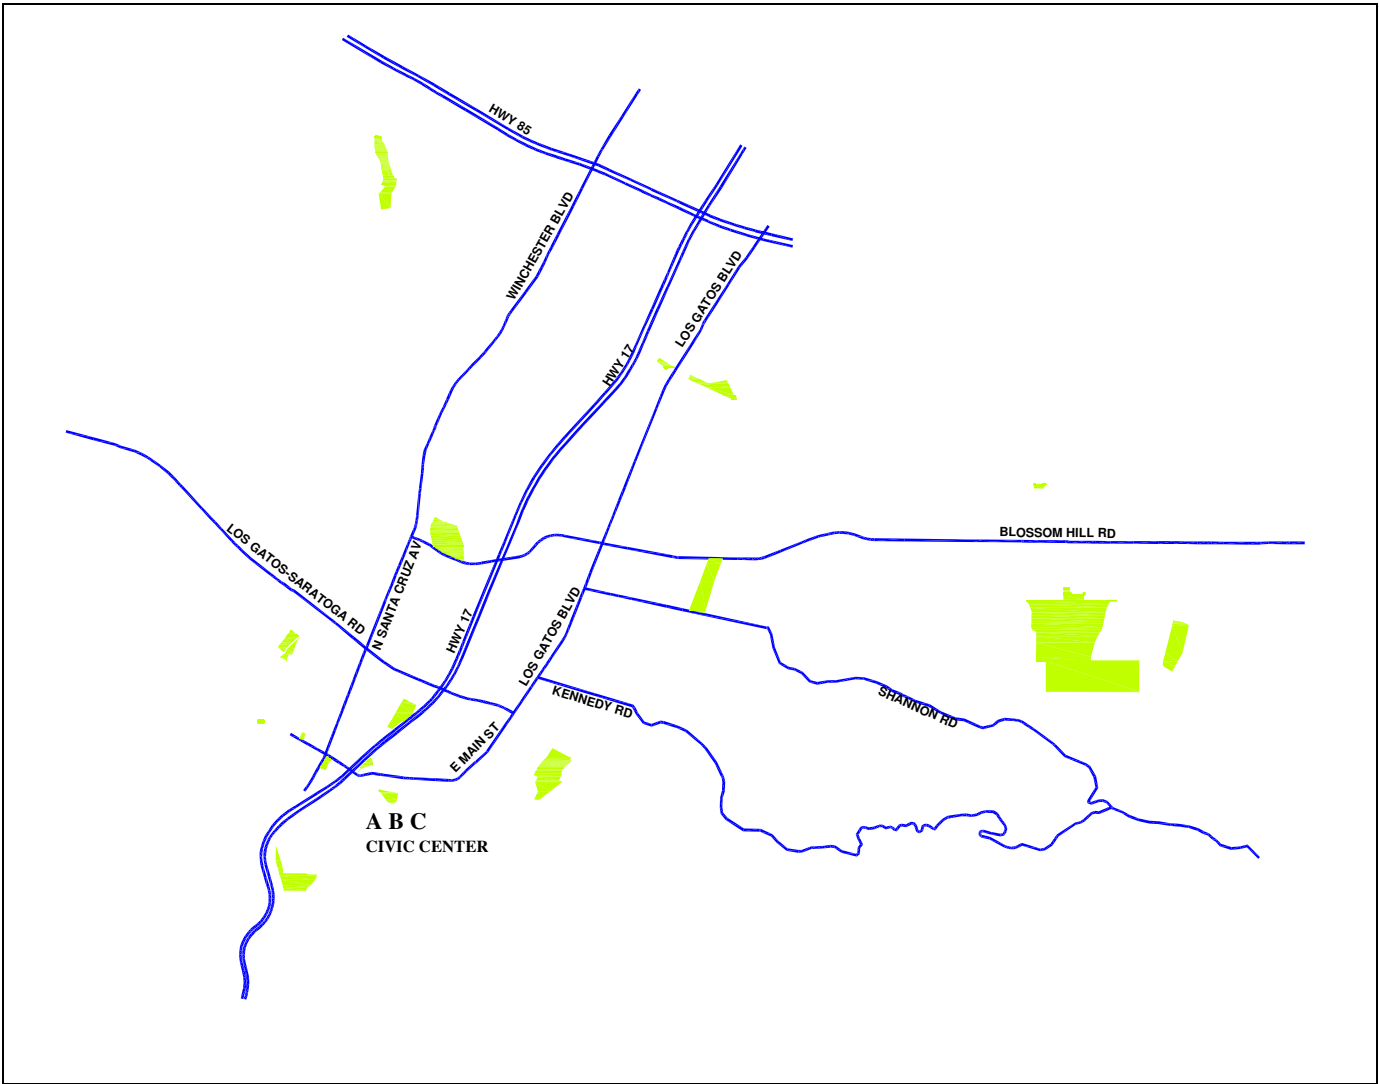 HWY 85
WINCHESTER BLVD
LOS GATOS BLVD
HWY 17
BLOSSOM HILL RD
LOS GATOS-SARATOGA RD
N SANTA CRUZ AV
HWY 17
LOS GATOS BLVD
KENNEDY RD
SHANNON RD
E MAIN ST
A B C
CIVIC CENTER